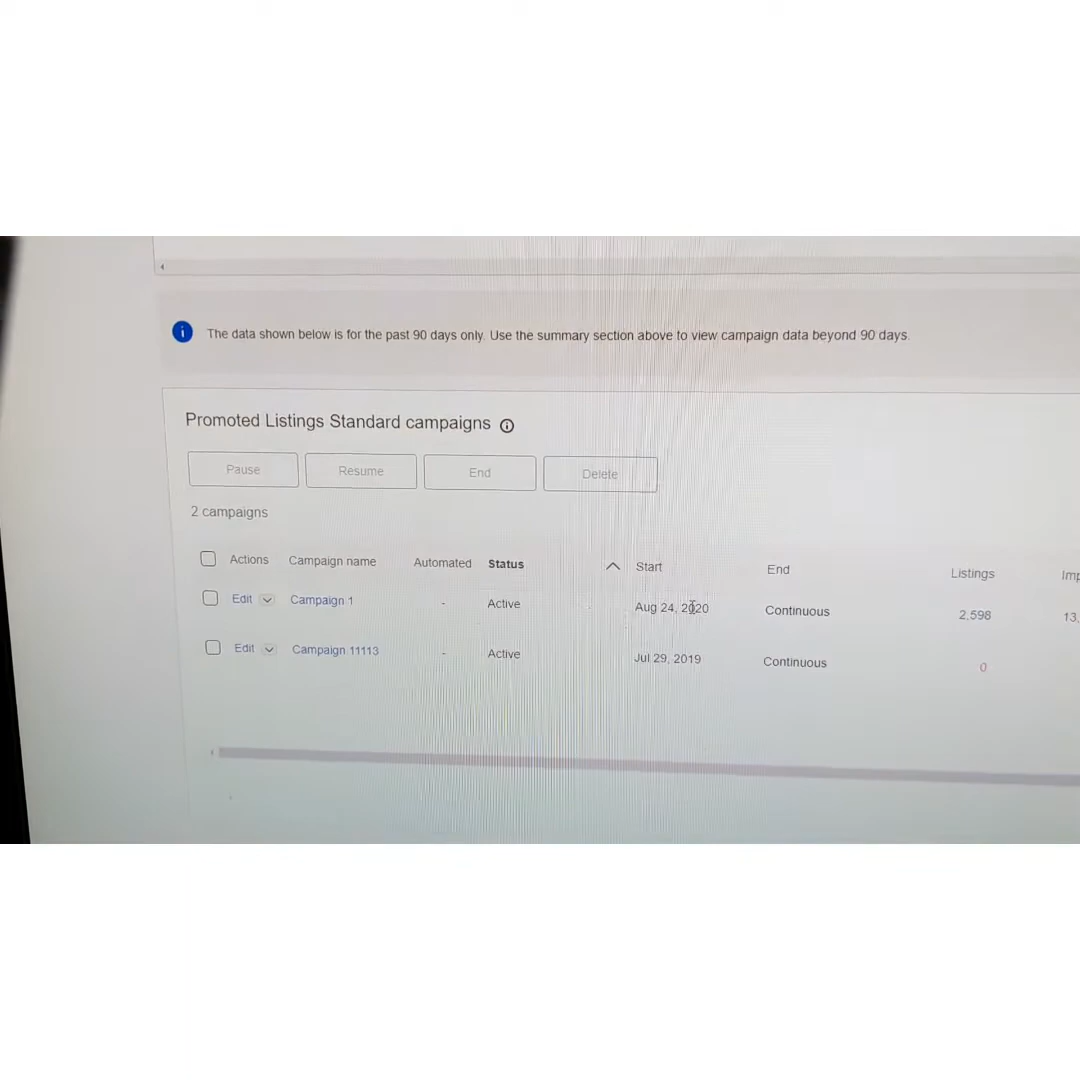 The data shown below is for the past 90 days only. Use the summary section above to view campaign data beyond 90 days.
Promoted Listings Standard campaigns
Pause Resume End Delete
2 campaigns
Actions Campaign name Automated Status Start End Listings Imp
Edit Campaign 1 - Active Aug 24, 2020 Continuous 2,598 13,
Edit Campaign 11113 - Active Jul 29, 2019 Continuous 0